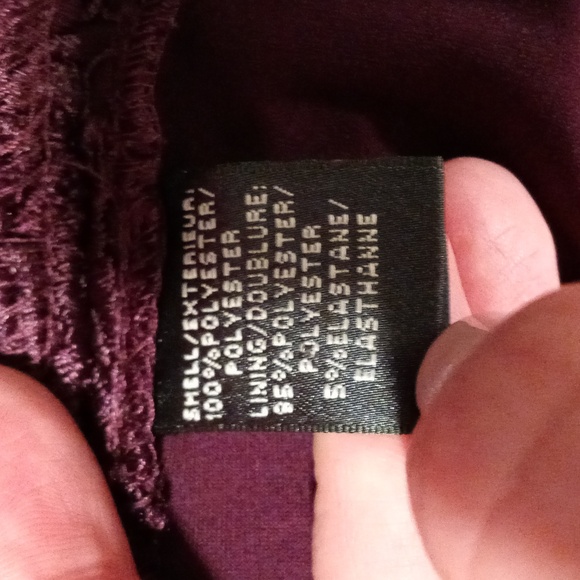 SHELL/EXTERIEUR:
100%POLYESTER/
POLYESTER
LINING/DOUBLURE:
95%POLYESTER/
POLYESTER
5%ELASTANE/
ELASTHANNE